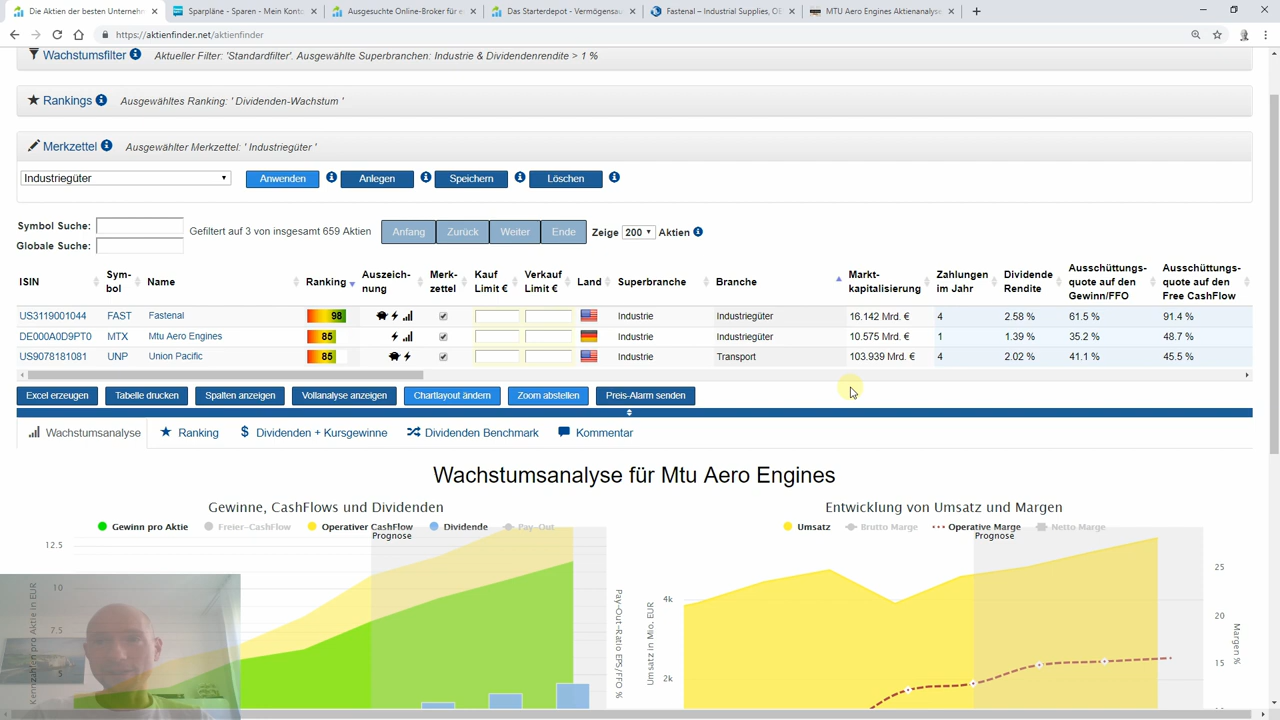 Die Aktien der besten Unternehm
Sparpläne - Sparen - Mein Konto
Ausgesuchte Online-Broker für e
Das Starterdepot - Vermögensau
Fastenal – Industrial Supplies, OE
MTU Aero Engines Aktienanalyse
https://aktienfinder.net/aktienfinder
Wachstumsfilter Aktueller Filter: 'Standardfilter'. Ausgewählte Superbranchen: Industrie & Dividendenrendite > 1 %
Rankings Ausgewähltes Ranking: ' Dividenden-Wachstum '
Merkzettel Ausgewählter Merkzettel: ' Industriegüter '
Industriegüter Anwenden Anlegen Speichern Löschen
Symbol Suche:
Globale Suche:
Gefiltert auf 3 von insgesamt 659 Aktien Anfang Zurück Weiter Ende Zeige 200 Aktien
ISIN Sym-bol Name Ranking Auszeich-nung Merk-zettel Kauf Limit € Verkauf Limit € Land Superbranche Branche Markt-kapitalisierung Zahlungen im Jahr Dividende Rendite Ausschüttungs-quote auf den Gewinn/FFO Ausschüttungs-quote auf den Free CashFlow
US3119001044 FAST Fastenal 98 Industrie Industriegüter 16.142 Mrd. € 4 2.58 % 61.5 % 91.4 %
DE000A0D9PT0 MTX Mtu Aero Engines 85 Industrie Industriegüter 10.575 Mrd. € 1 1.39 % 35.2 % 48.7 %
US9078181081 UNP Union Pacific 85 Industrie Transport 103.939 Mrd. € 4 2.02 % 41.1 % 45.5 %
Excel erzeugen Tabelle drucken Spalten anzeigen Vollanalyse anzeigen Chartlayout ändern Zoom abstellen Preis-Alarm senden
Wachstumsanalyse Ranking Dividenden + Kursgewinne Dividenden Benchmark Kommentar
Wachstumsanalyse für Mtu Aero Engines
Gewinne, CashFlows und Dividenden
Gewinn pro Aktie Freier-CashFlow Operativer CashFlow Dividende Pay-Out
Prognose
12.5
10
7.5
5
Kennzahlen pro Aktie in EUR
Pay-Out-Ratio EPS/FFO %
Entwicklung von Umsatz und Margen
Umsatz Brutto Marge Operative Marge Netto Marge
Prognose
4k
2k
Umsatz in Mio. EUR
25
20
15
Margen %